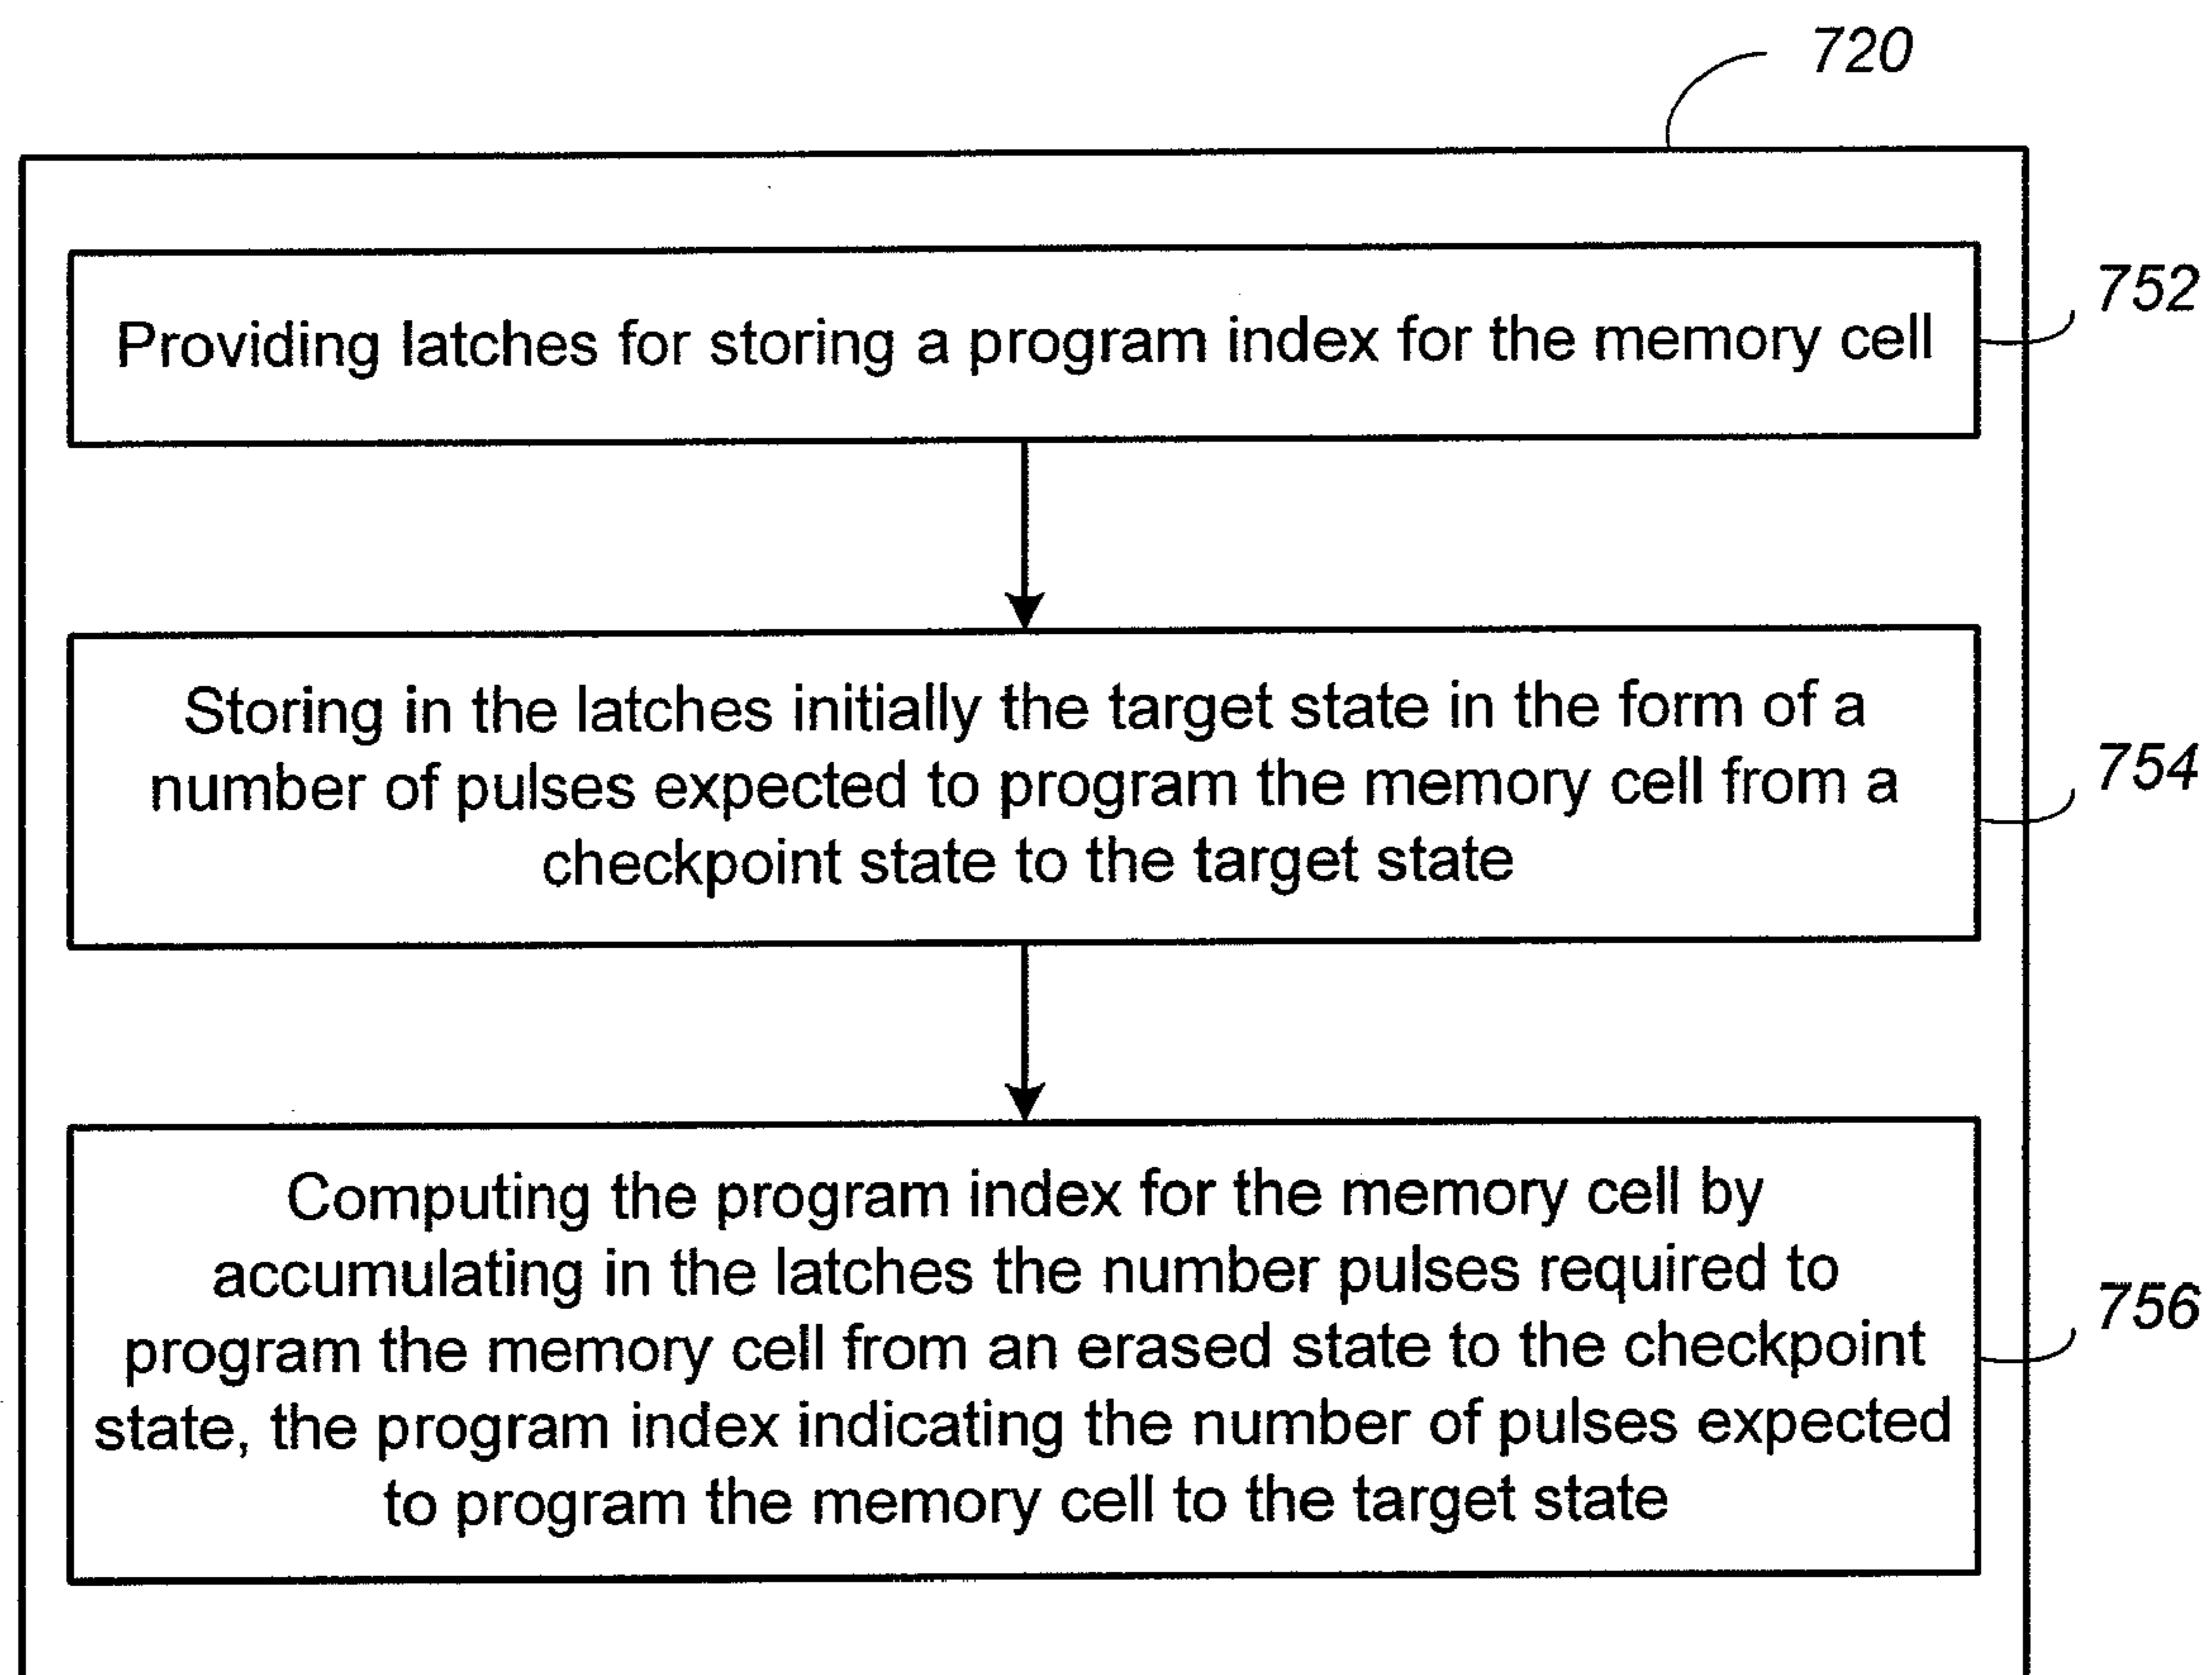 720
Providing latches for storing a program index for the memory cell
752
Storing in the latches initially the target state in the form of a
number of pulses expected to program the memory cell from a
checkpoint state to the target state
754
Computing the program index for the memory cell by
accumulating in the latches the number pulses required to
program the memory cell from an erased state to the checkpoint
state, the program index indicating the number of pulses expected
to program the memory cell to the target state
756